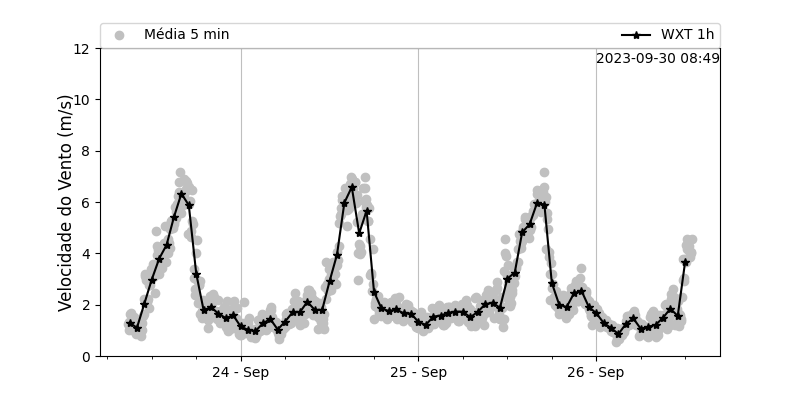 Média 5 min
WXT 1h
2023-09-30 08:49
Velocidade do Vento (m/s)
12
10
8
6
4
2
0
24 - Sep
25 - Sep
26 - Sep